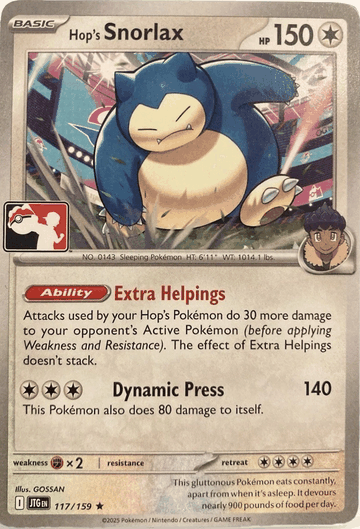 BASIC
Hop's Snorlax HP 150
NO. 0143 Sleeping Pokémon HT: 6'11" WT: 1014.1 lbs.
Ability Extra Helpings
Attacks used by your Hop's Pokémon do 30 more damage
to your opponent's Active Pokémon (before applying
Weakness and Resistance). The effect of Extra Helpings
doesn't stack.
Dynamic Press 140
This Pokémon also does 80 damage to itself.
weakness ×2 resistance retreat
Illus. GOSSAN
I JTG EN 117/159 ★
This gluttonous Pokémon eats constantly,
apart from when it's asleep. It devours
nearly 900 pounds of food per day.
©2025 Pokémon / Nintendo / Creatures / GAME FREAK